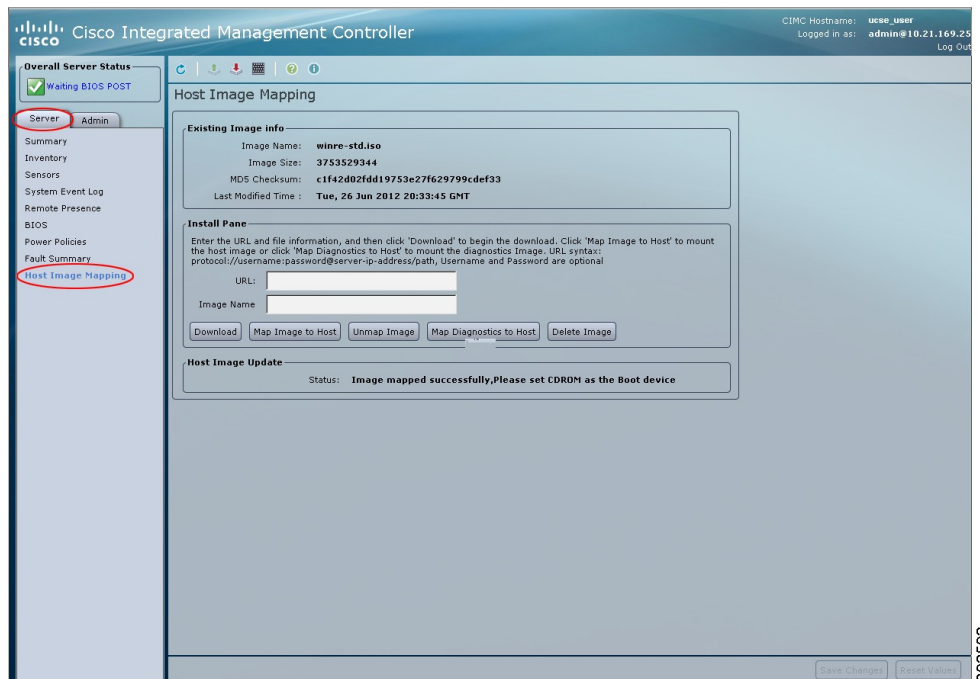 CISCO
Cisco Integrated Management Controller
CIMC Hostname: ucse_user
Logged in as: admin@10.21.169.25
Log Out
Overall Server Status
Waiting BIOS POST
Server Admin
Summary
Inventory
Sensors
System Event Log
Remote Presence
BIOS
Power Policies
Fault Summary
Host Image Mapping
Host Image Mapping
Existing Image info
Image Name: winre-std.iso
Image Size: 3753529344
MD5 Checksum: c1f42d02fdd19753e27f629799cdef33
Last Modified Time : Tue, 26 Jun 2012 20:33:45 GMT
Install Pane
Enter the URL and file information, and then click 'Download' to begin the download. Click 'Map Image to Host' to mount
the host image or click 'Map Diagnostics to Host' to mount the diagnostics Image. URL syntax:
protocol://username:password@server-ip-address/path, Username and Password are optional
URL:
Image Name
Download Map Image to Host Unmap Image Map Diagnostics to Host Delete Image
Host Image Update
Status: Image mapped successfully,Please set CDROM as the Boot device
Save Changes Reset Values